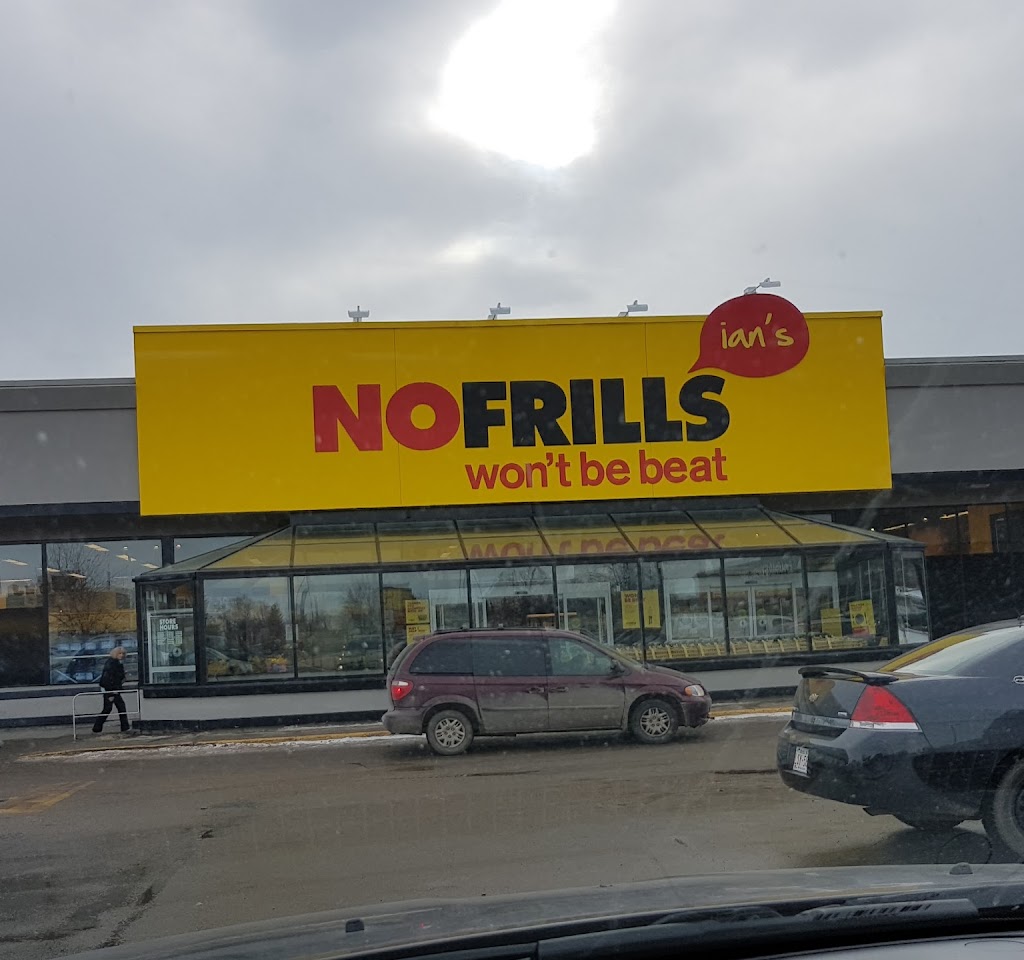 ian's
NOFRILLS
won't be beat
STORE
HOURS